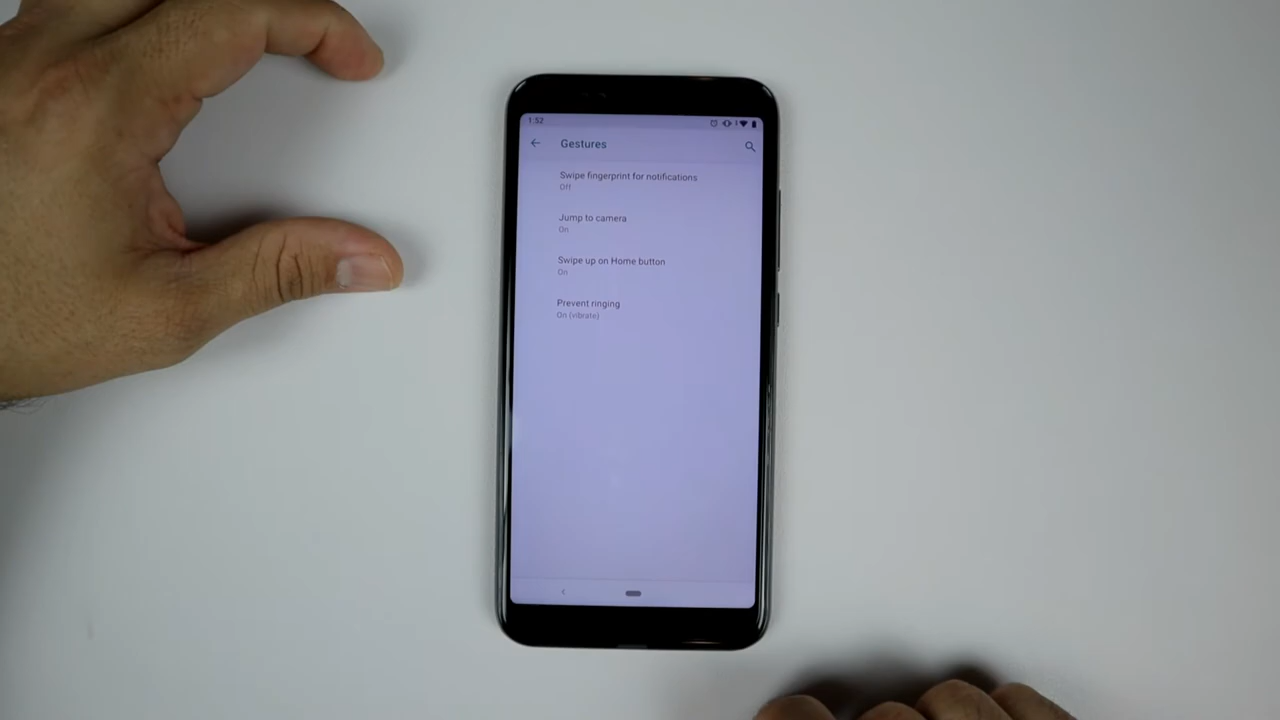 1:52
Gestures
Swipe fingerprint for notifications
Off
Jump to camera
On
Swipe up on Home button
On
Prevent ringing
On (vibrate)